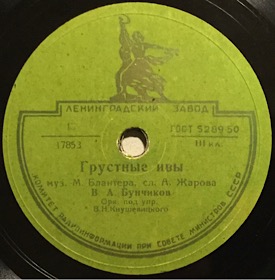 ЛЕНИНГРАДСКИЙ ЗАВОД
ГОСТ 5289-50
17853
III кл.
Грустные ивы
муз. М. Блантера, сл. А. Жарова
В. А. Бунчиков
Орк. под упр.
В. Н. Кнушевицкого
КОМИТЕТ РАДИОИНФОРМАЦИИ ПРИ СОВЕТЕ МИНИСТРОВ СССР